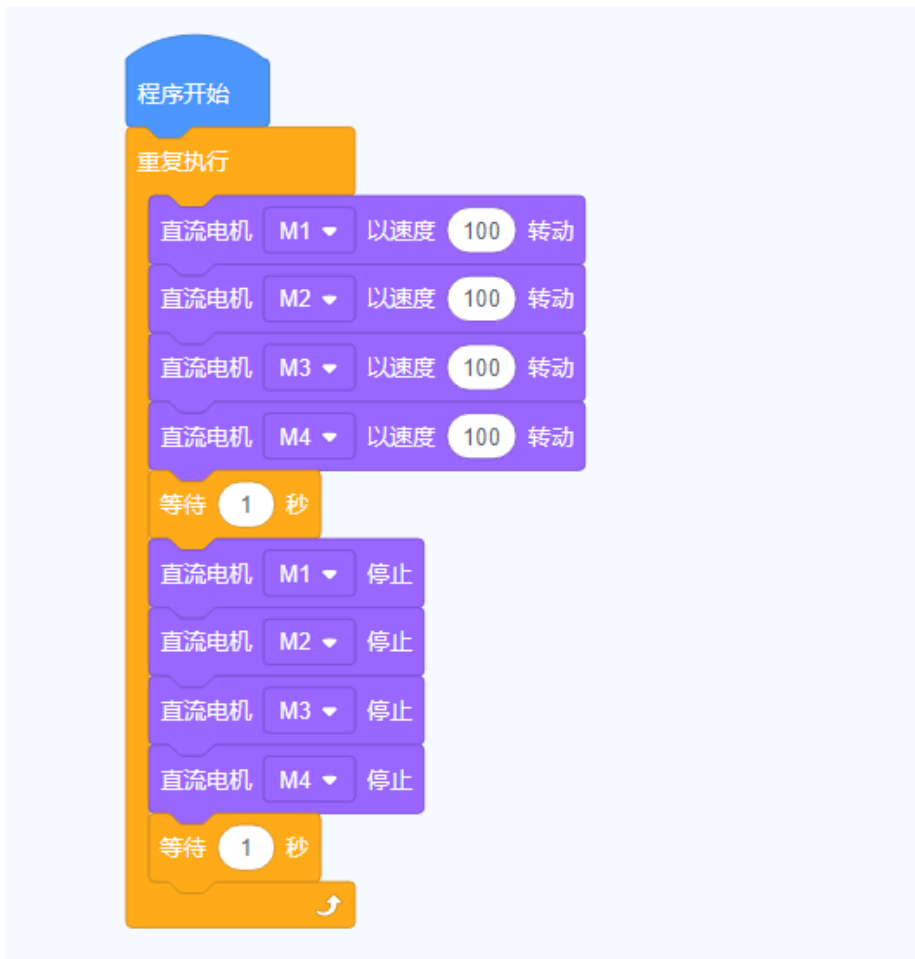 程序开始
重复执行
直流电机 M1 以速度 100 转动
直流电机 M2 以速度 100 转动
直流电机 M3 以速度 100 转动
直流电机 M4 以速度 100 转动
等待 1 秒
直流电机 M1 停止
直流电机 M2 停止
直流电机 M3 停止
直流电机 M4 停止
等待 1 秒